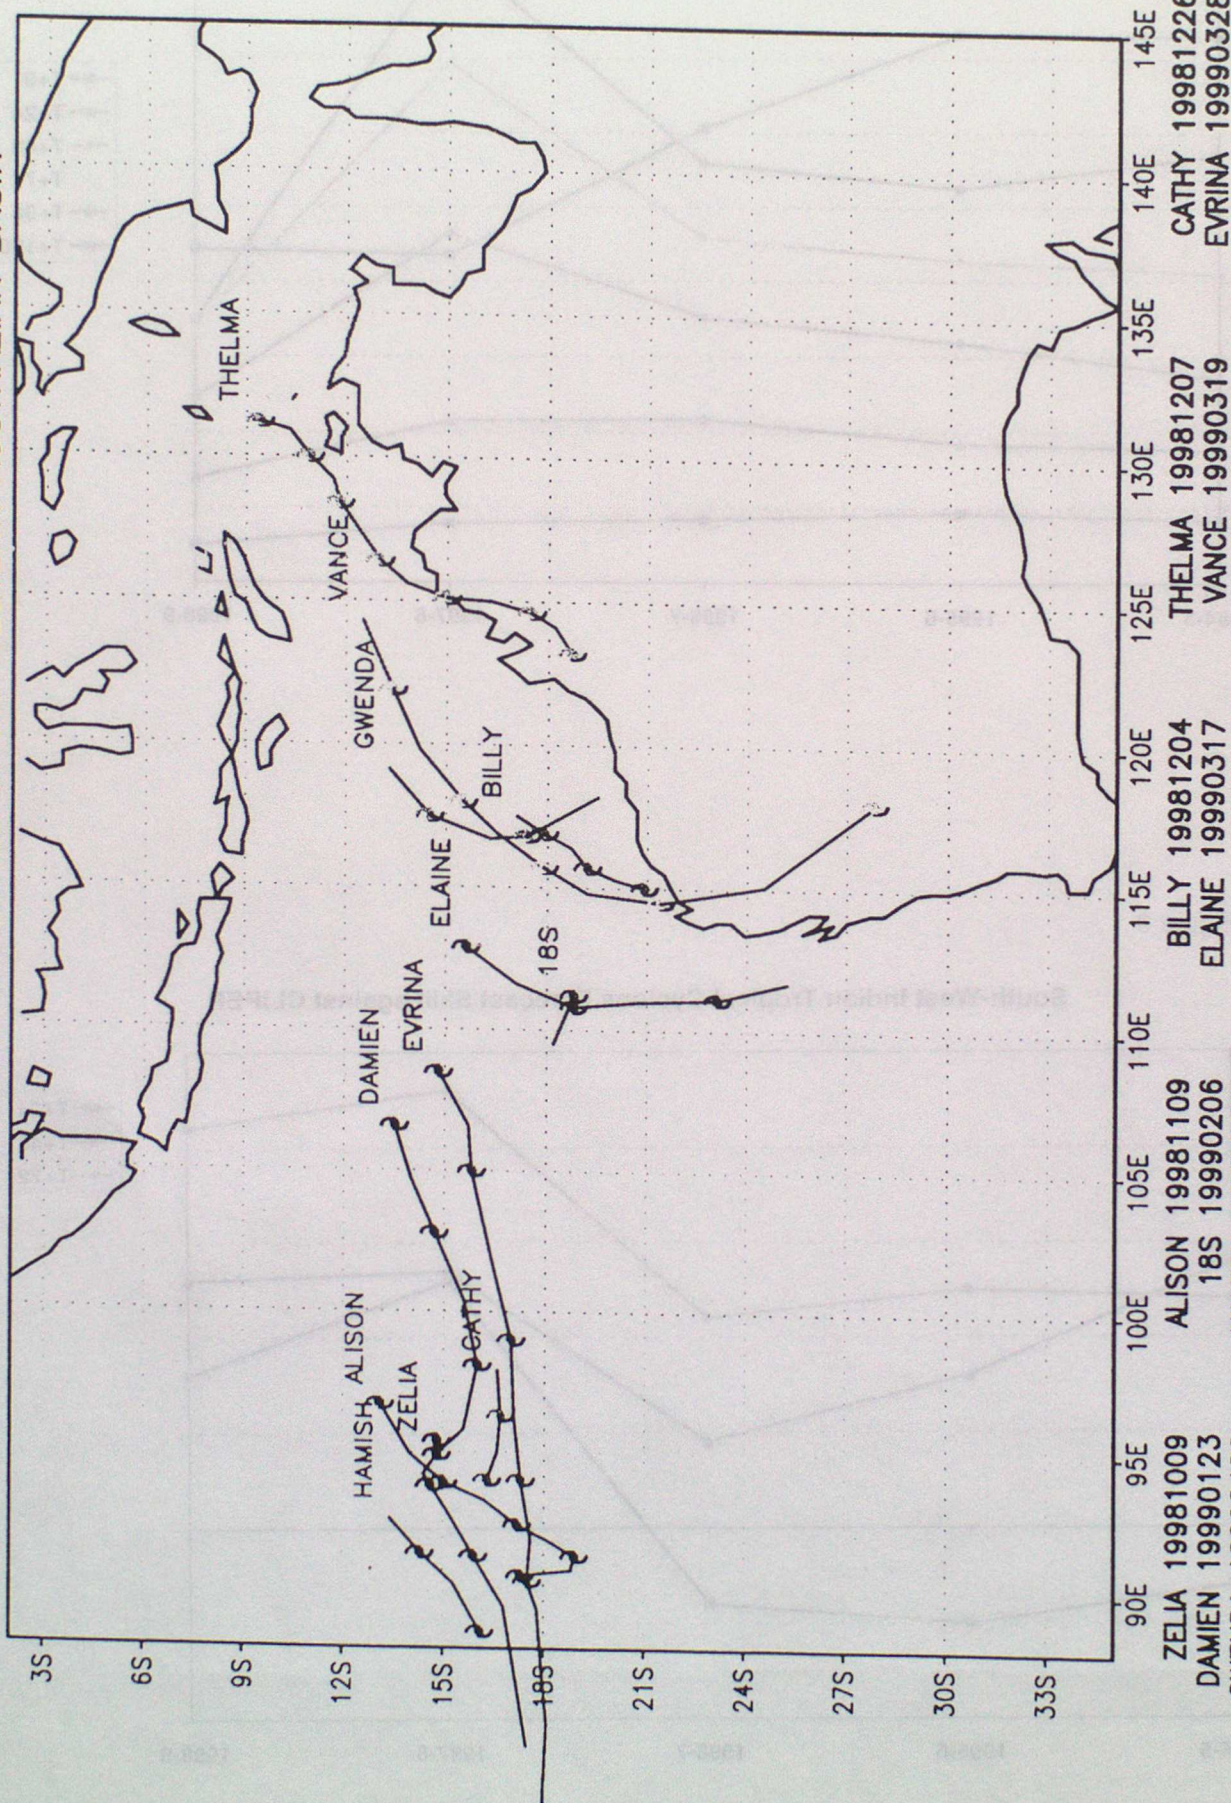 THELMA
VANCE
GWENDA
BILLY
ELAINE
18S
EVRINA
DAMIEN
CATHY
ALISON
HAMISH
ZELIA
3S
6S
9S
12S
15S
18S
21S
24S
27S
30S
33S
90E 95E 100E 105E 110E 115E 120E 125E 130E 135E 140E 145E
ZELIA 19981009 ALISON 19981109 BILLY 19981204 THELMA 19981207 CATHY 19981226
DAMIEN 19990123 18S 19990206 ELAINE 19990317 VANCE 19990319 EVRINA 19990328